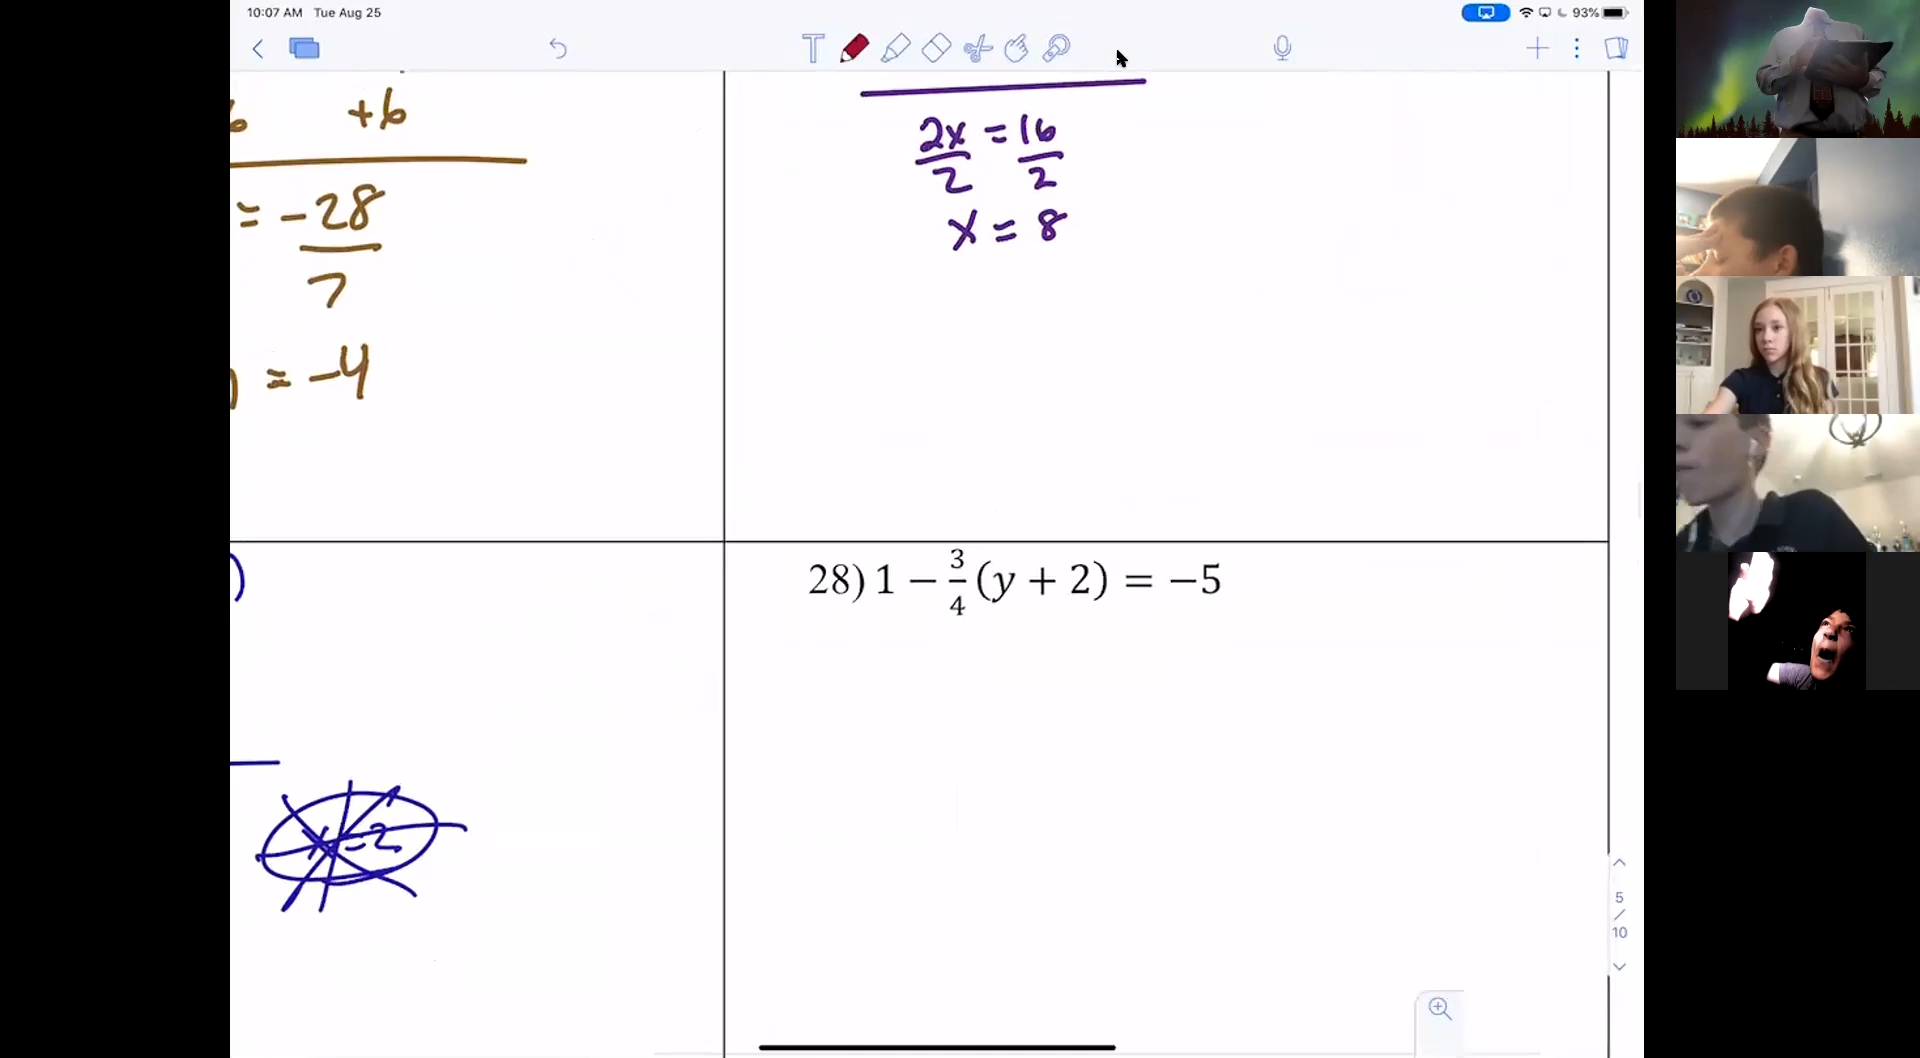 10:07 AM Tue Aug 25
93%
T
+6
= -28
7
= -4
2x = 16
2 2
x = 8
)
x=2
28) 1 − 3/4 (y + 2) = −5
5
/
10